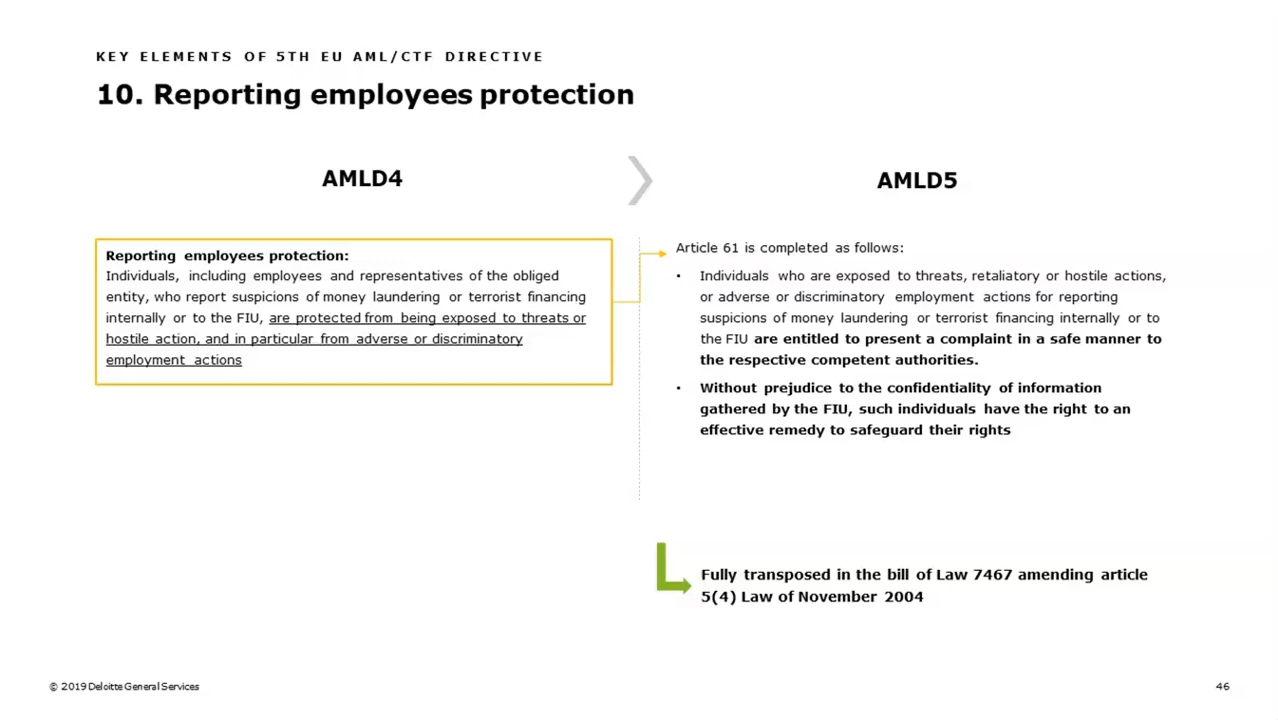 KEY ELEMENTS OF 5TH EU AML/CTF DIRECTIVE
10. Reporting employees protection
AMLD4
Reporting employees protection:
Individuals, including employees and representatives of the obliged
entity, who report suspicions of money laundering or terrorist financing
internally or to the FIU, are protected from being exposed to threats or
hostile action, and in particular from adverse or discriminatory
employment actions
AMLD5
Article 61 is completed as follows:
• Individuals who are exposed to threats, retaliatory or hostile actions,
or adverse or discriminatory employment actions for reporting
suspicions of money laundering or terrorist financing internally or to
the FIU are entitled to present a complaint in a safe manner to
the respective competent authorities.
• Without prejudice to the confidentiality of information
gathered by the FIU, such individuals have the right to an
effective remedy to safeguard their rights
Fully transposed in the bill of Law 7467 amending article
5(4) Law of November 2004
© 2019 Deloitte General Services
46